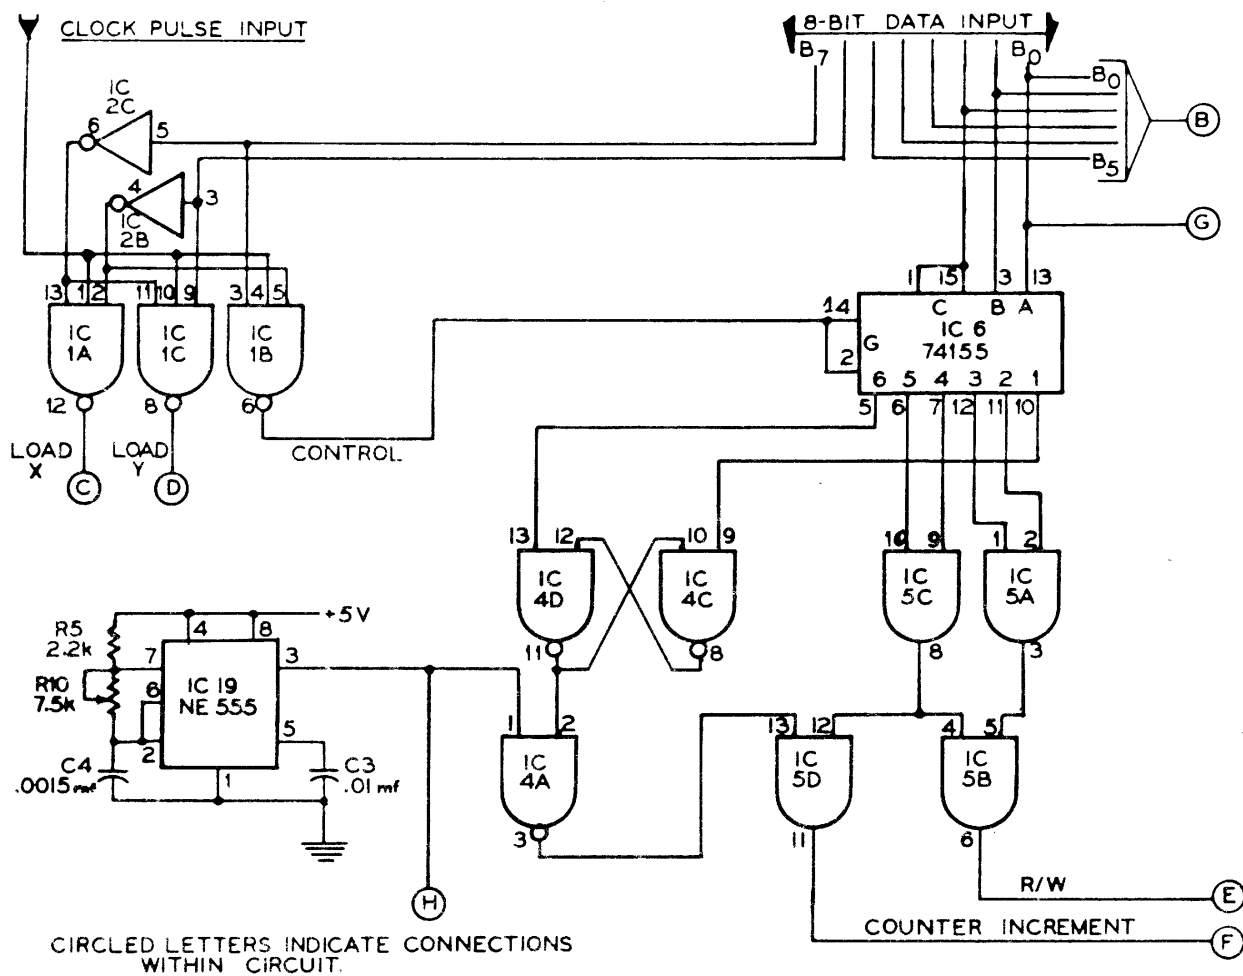 CLOCK PULSE INPUT
8-BIT DATA INPUT
B7 B0
B0
B
B5
IC
2C
6 5
4 3
IC
2B
G
13 1 2 11 10 9 3 4 5
IC
1A
IC
1C
IC
1B
12 8 6
LOAD
X
LOAD
Y
CONTROL
C D
1 15 3 13
C B A
14
IC 6
74155
G
2
6 5 4 3 2 1
5 6 7 12 11 10
13 12 10 9 10 9 1 2
IC
4D
IC
4C
IC
5C
IC
5A
11 8 8 3
+5V
R5
2.2k
4 8
7 3
R10
7.5k
6
IC 19
NE 555
5
2
1
C4
.0015 mf
C3
.01 mf
1 2 13 12 4 5
IC
4A
IC
5D
IC
5B
3 11 6
H
R/W
E
COUNTER INCREMENT
F
CIRCLED LETTERS INDICATE CONNECTIONS
WITHIN CIRCUIT.